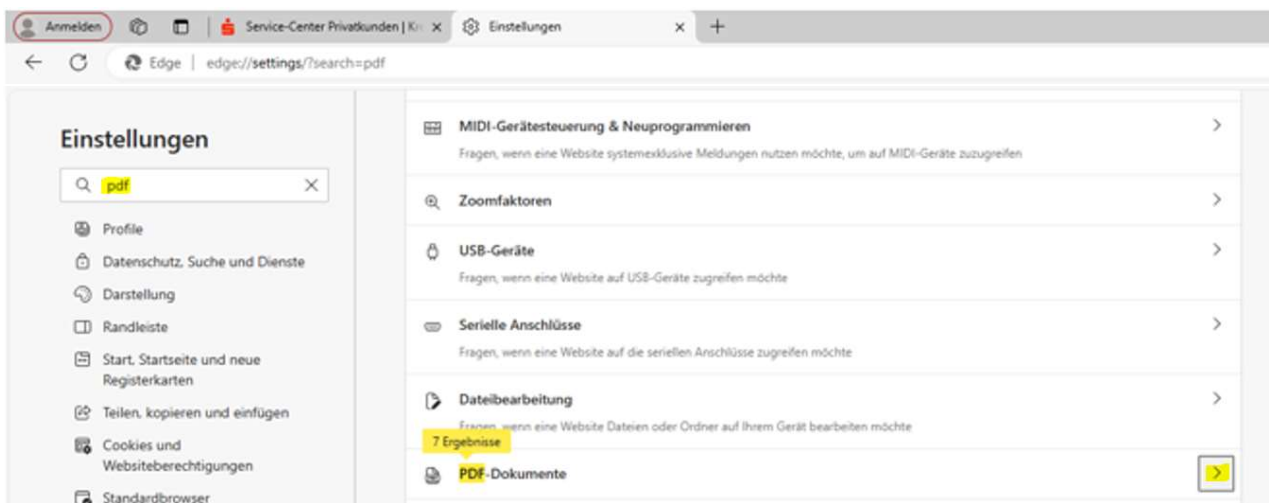 Anmelden
Service-Center Privatkunden | Kr
Einstellungen
Edge | edge://settings/?search=pdf
Einstellungen
pdf
Profile
Datenschutz, Suche und Dienste
Darstellung
Randleiste
Start, Startseite und neue
Registerkarten
Teilen, kopieren und einfügen
Cookies und
Websiteberechtigungen
Standardbrowser
MIDI-Gerätesteuerung & Neuprogrammieren
Fragen, wenn eine Website systemexklusive Meldungen nutzen möchte, um auf MIDI-Geräte zuzugreifen
Zoomfaktoren
USB-Geräte
Fragen, wenn eine Website auf USB-Geräte zugreifen möchte
Serielle Anschlüsse
Fragen, wenn eine Website auf die seriellen Anschlüsse zugreifen möchte
Dateibearbeitung
Fragen, wenn eine Website Dateien oder Ordner auf Ihrem Gerät bearbeiten möchte
7 Ergebnisse
PDF-Dokumente